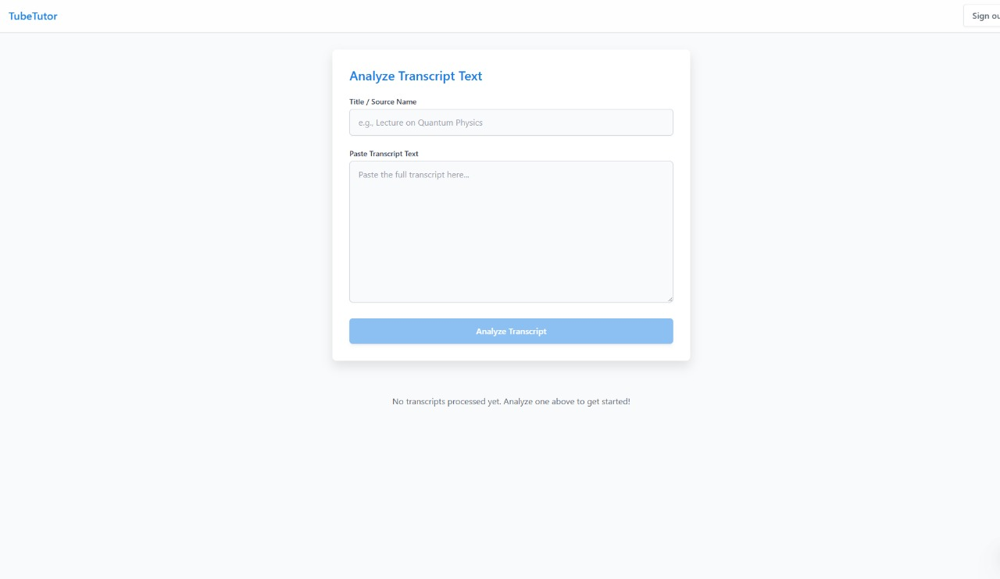 TubeTutor
Sign
Analyze Transcript Text
Title / Source Name
e.g., Lecture on Quantum Physics
Paste Transcript Text
Paste the full transcript here...
Analyze Transcript
No transcripts processed yet. Analyze one above to get started!